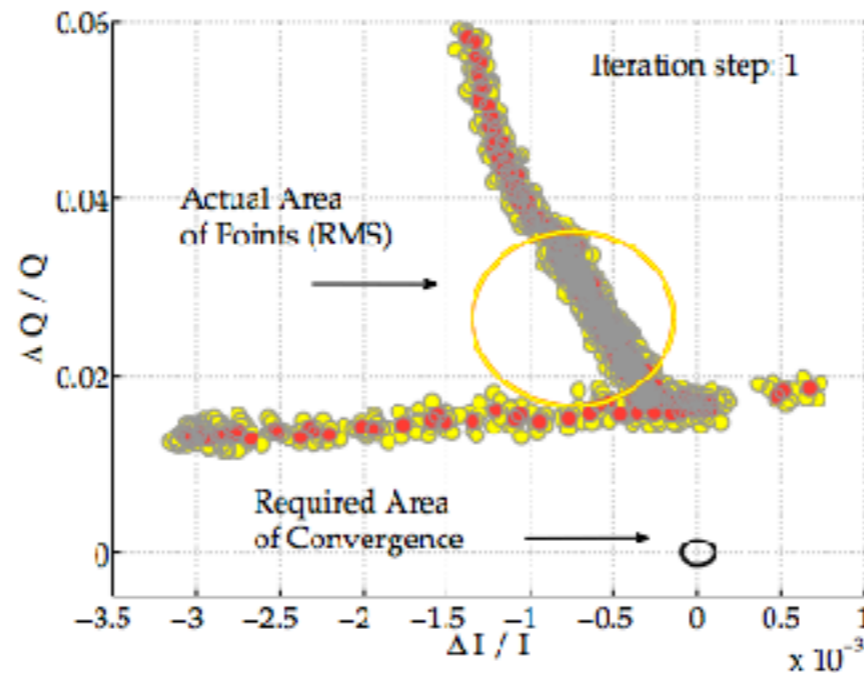 0.06
Iteration step: 1
Actual Area
of Points (RMS)
0.04
Δ Q / Q
0.02
Required Area
of Convergence
0
−3.5 −3 −2.5 −2 −1.5 −1 −0.5 0 0.5 1
Δ I / I
x 10⁻³